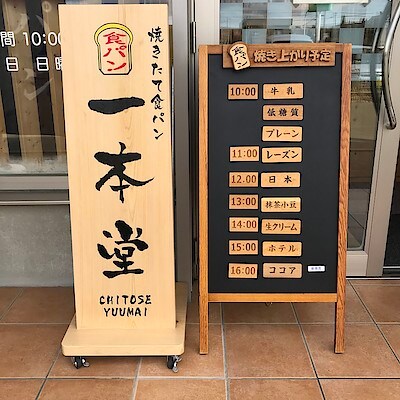 間 10:00
日 日曜
食パン
焼きたて食パン
一本堂
CHITOSE
YUUMAI
食パン 焼き上がり予定
10:00 牛乳
低糖質
プレーン
11:00 レーズン
12.00 日本
13:00 抹茶小豆
14:00 生クリーム
15:00 ホテル
16:00 ココア